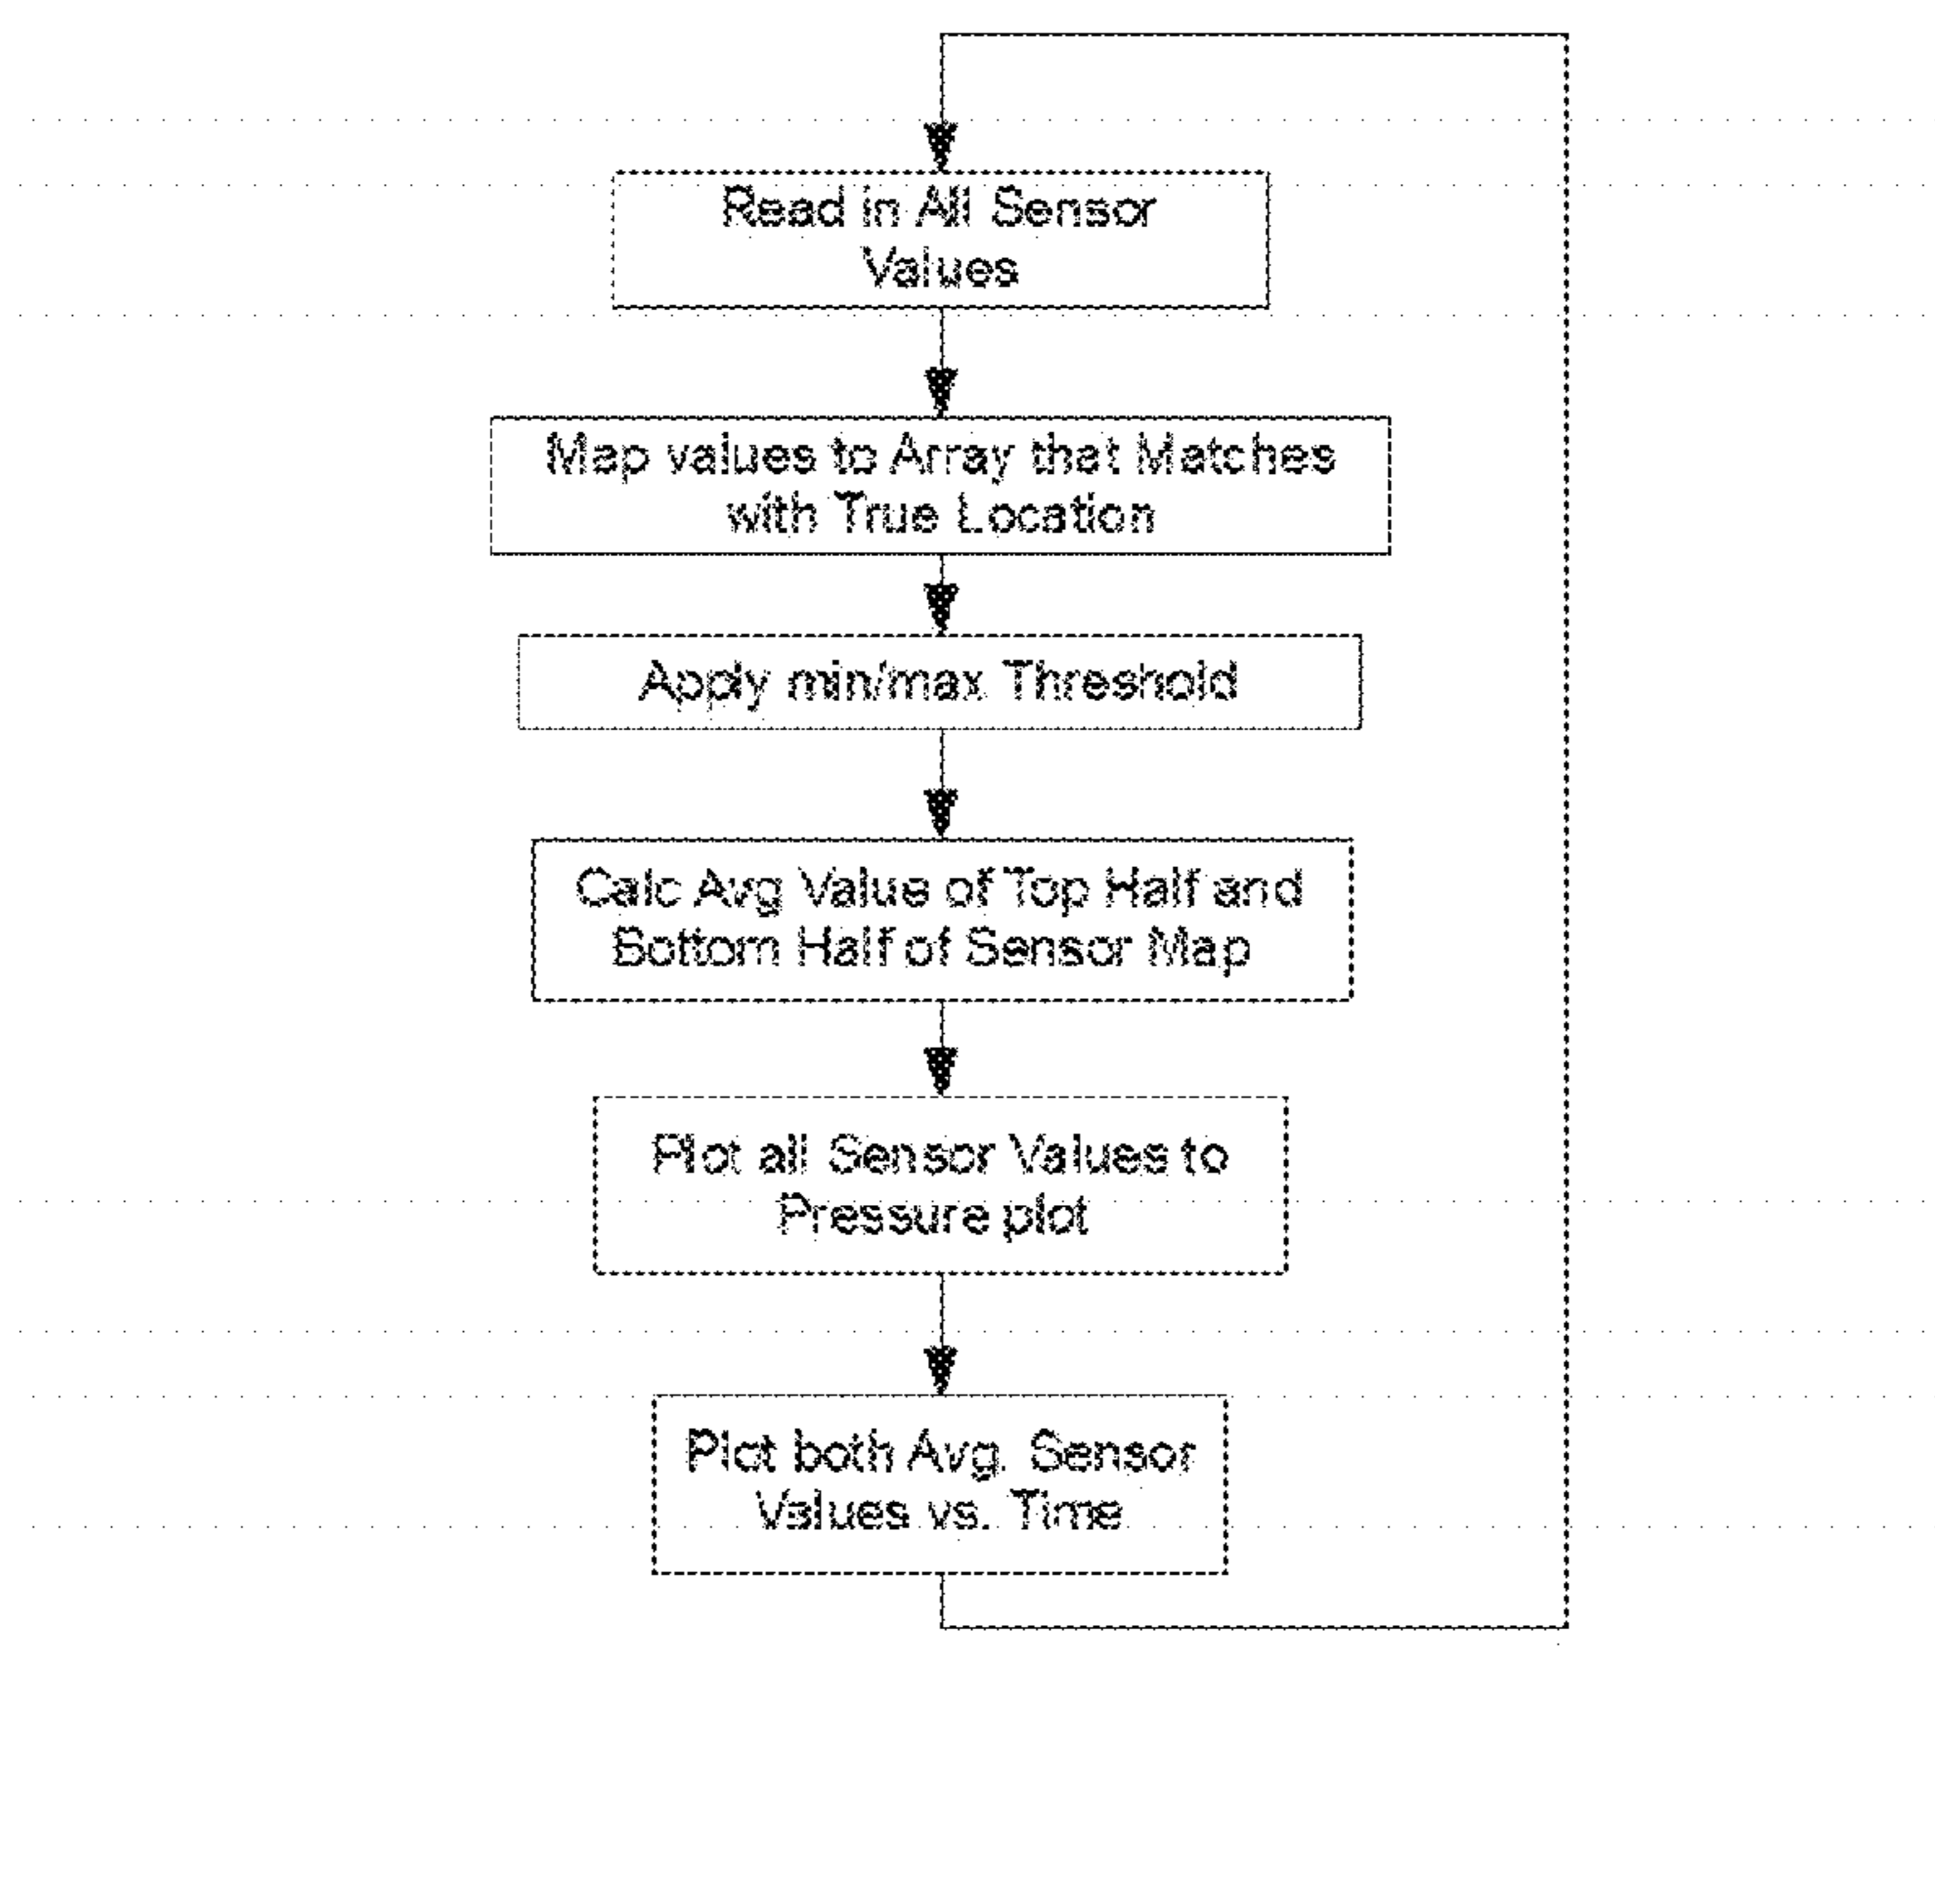 Read in All Sensor
Values
Map values to Array that Matches
with True Location
Apply min/max Threshold
Calc Avg Value of Top Half and
Bottom Half of Sensor Map
Plot all Sensor Values to
Pressure plot
Plot both Avg. Sensor
Values vs. Time